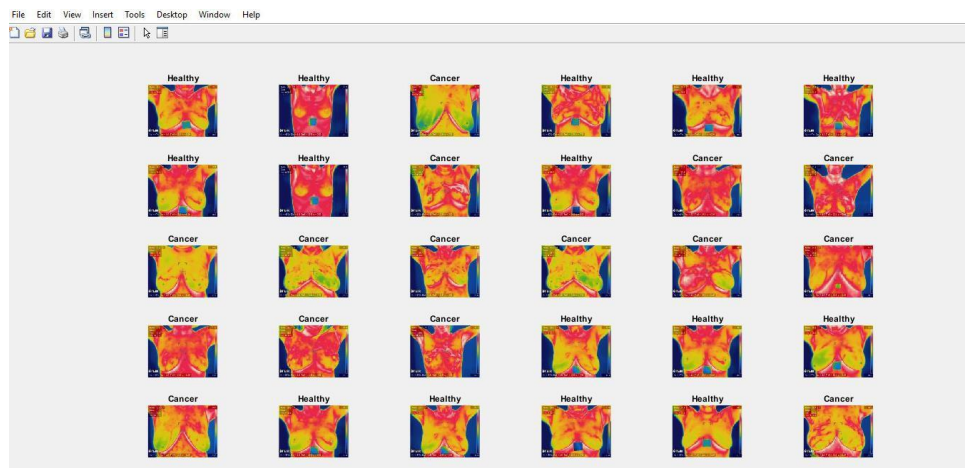 File Edit View Insert Tools Desktop Window Help
Healthy Healthy Cancer Healthy Healthy Healthy
Healthy Healthy Cancer Healthy Cancer Cancer
Cancer Cancer Cancer Cancer Cancer Cancer
Cancer Cancer Cancer Healthy Healthy Healthy
Cancer Healthy Healthy Healthy Healthy Cancer